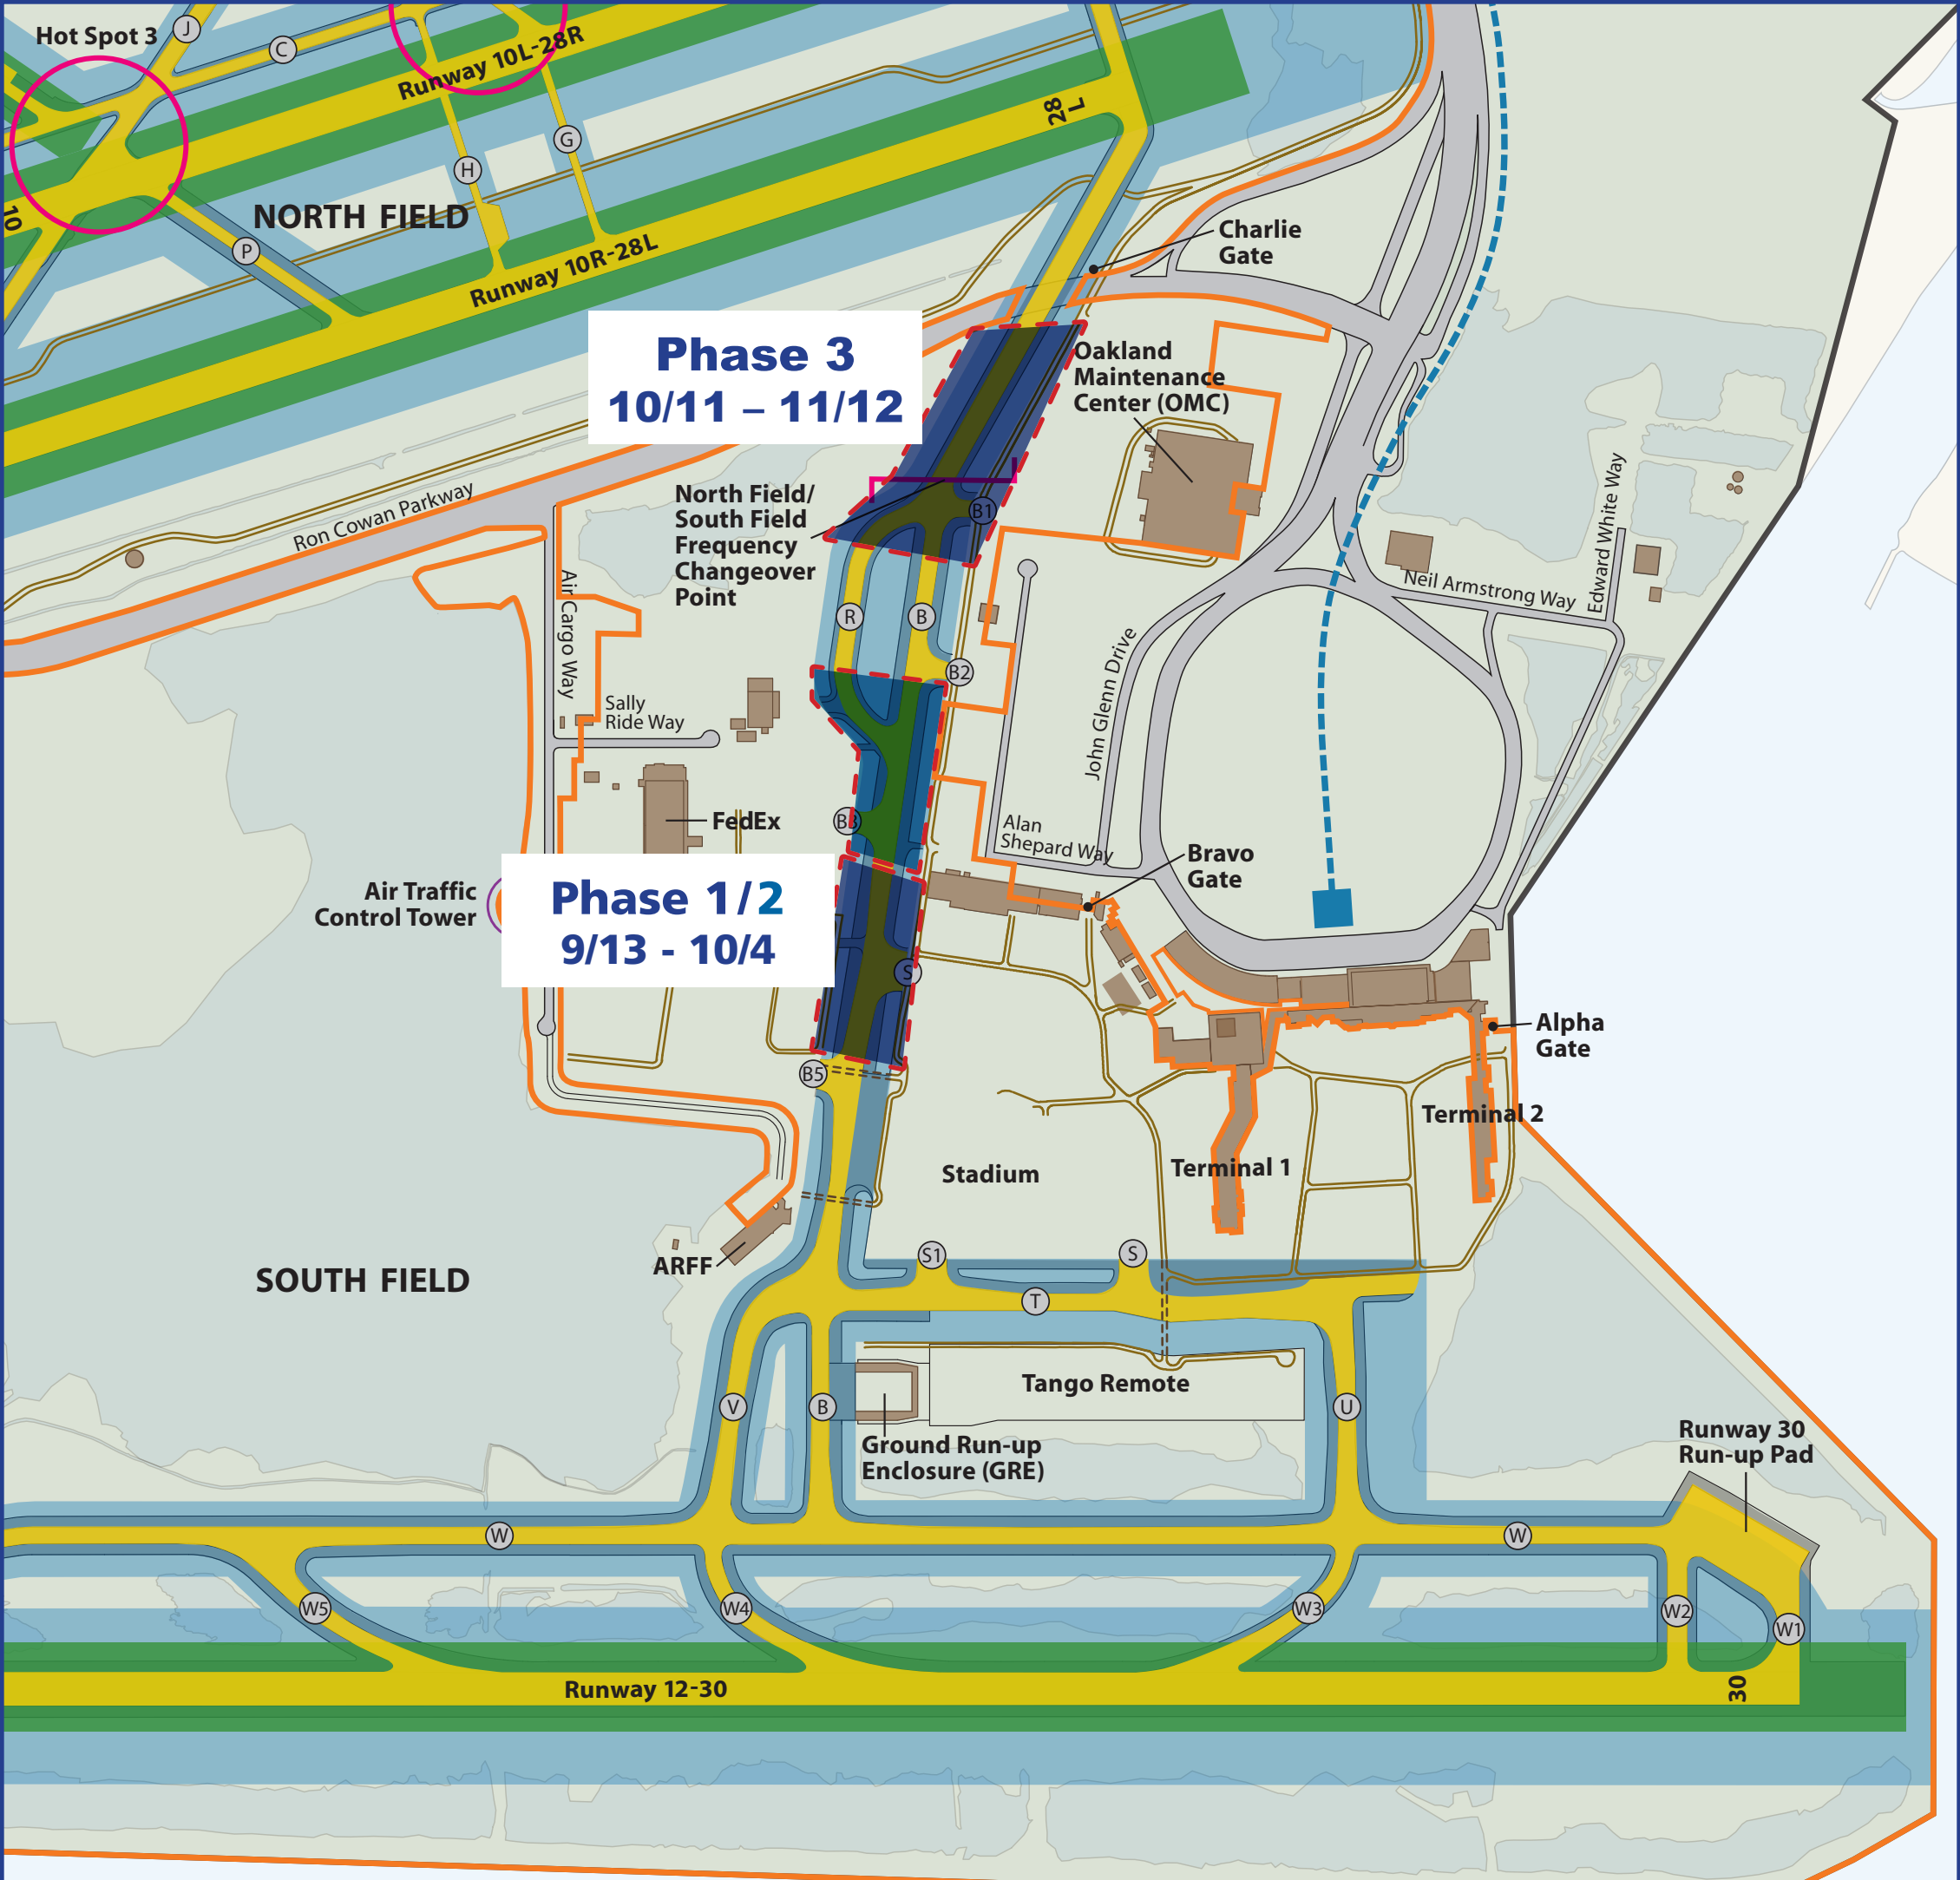 Hot Spot 3
J
C
Runway 10L-28R
G
H
28
L
10
NORTH FIELD
P
Runway 10R-28L
Charlie
Gate
Phase 3
10/11 – 11/12
Oakland
Maintenance
Center (OMC)
North Field/
South Field
Frequency
Changeover
Point
B1
Ron Cowan Parkway
Air Cargo Way
Edward White Way
Neil Armstrong Way
R
B
B2
John Glenn Drive
Sally
Ride Way
FedEx
B3
Alan
Shepard Way
Bravo
Gate
Air Traffic
Control Tower
Phase 1/2
9/13 - 10/4
S
Alpha
Gate
B5
Terminal 2
Terminal 1
Stadium
ARFF
SOUTH FIELD
S1
S
T
Tango Remote
V
B
U
Ground Run-up
Enclosure (GRE)
Runway 30
Run-up Pad
W
W
W5
W4
W3
W2
W1
Runway 12-30
30